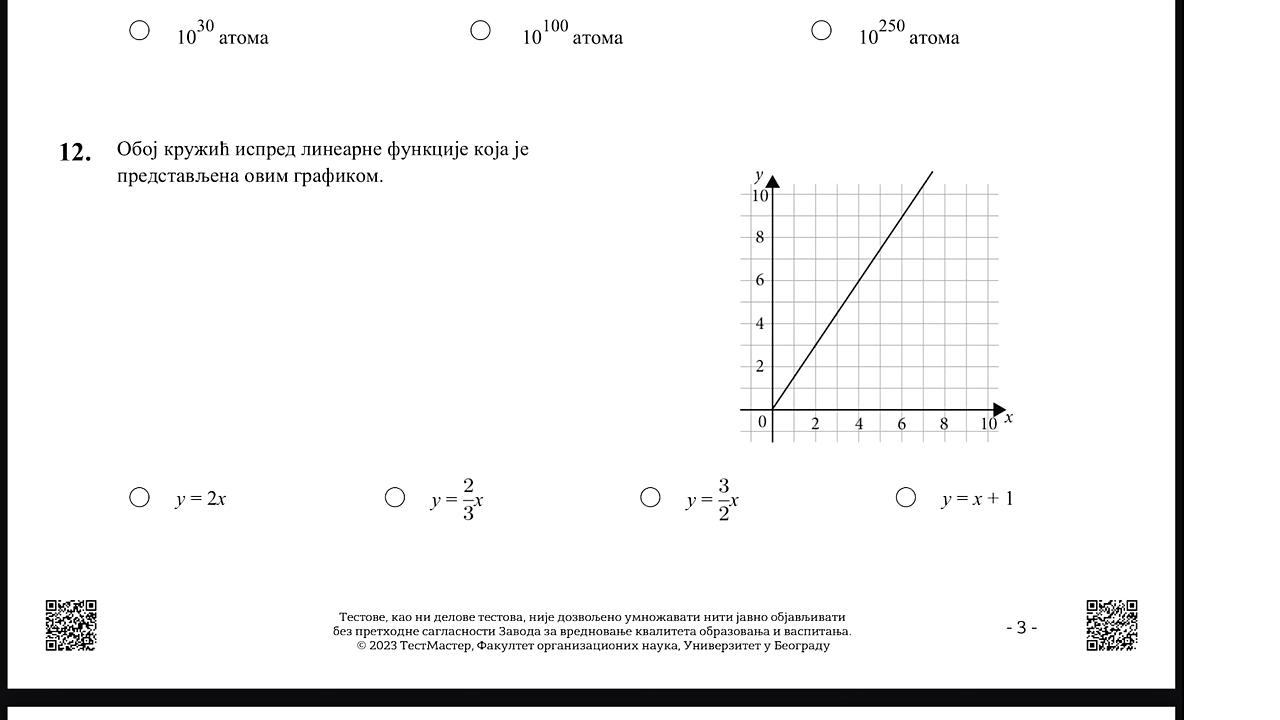 10^30 атома 10^100 атома 10^250 атома
12. Обој кружић испред линеарне функције која је
представљена овим графиком.
y
10
8
6
4
2
0 2 4 6 8 10 x
y = 2x y = 2/3 x y = 3/2 x y = x + 1
Тестове, као ни делове тестова, није дозвољено умножавати нити јавно објављивати
без претходне сагласности Завода за вредновање квалитета образовања и васпитања.
© 2023 ТестМастер, Факултет организационих наука, Универзитет у Београду
- 3 -